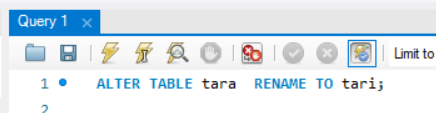 Query 1
Limit to
1 ALTER TABLE tara  RENAME TO tari;
2